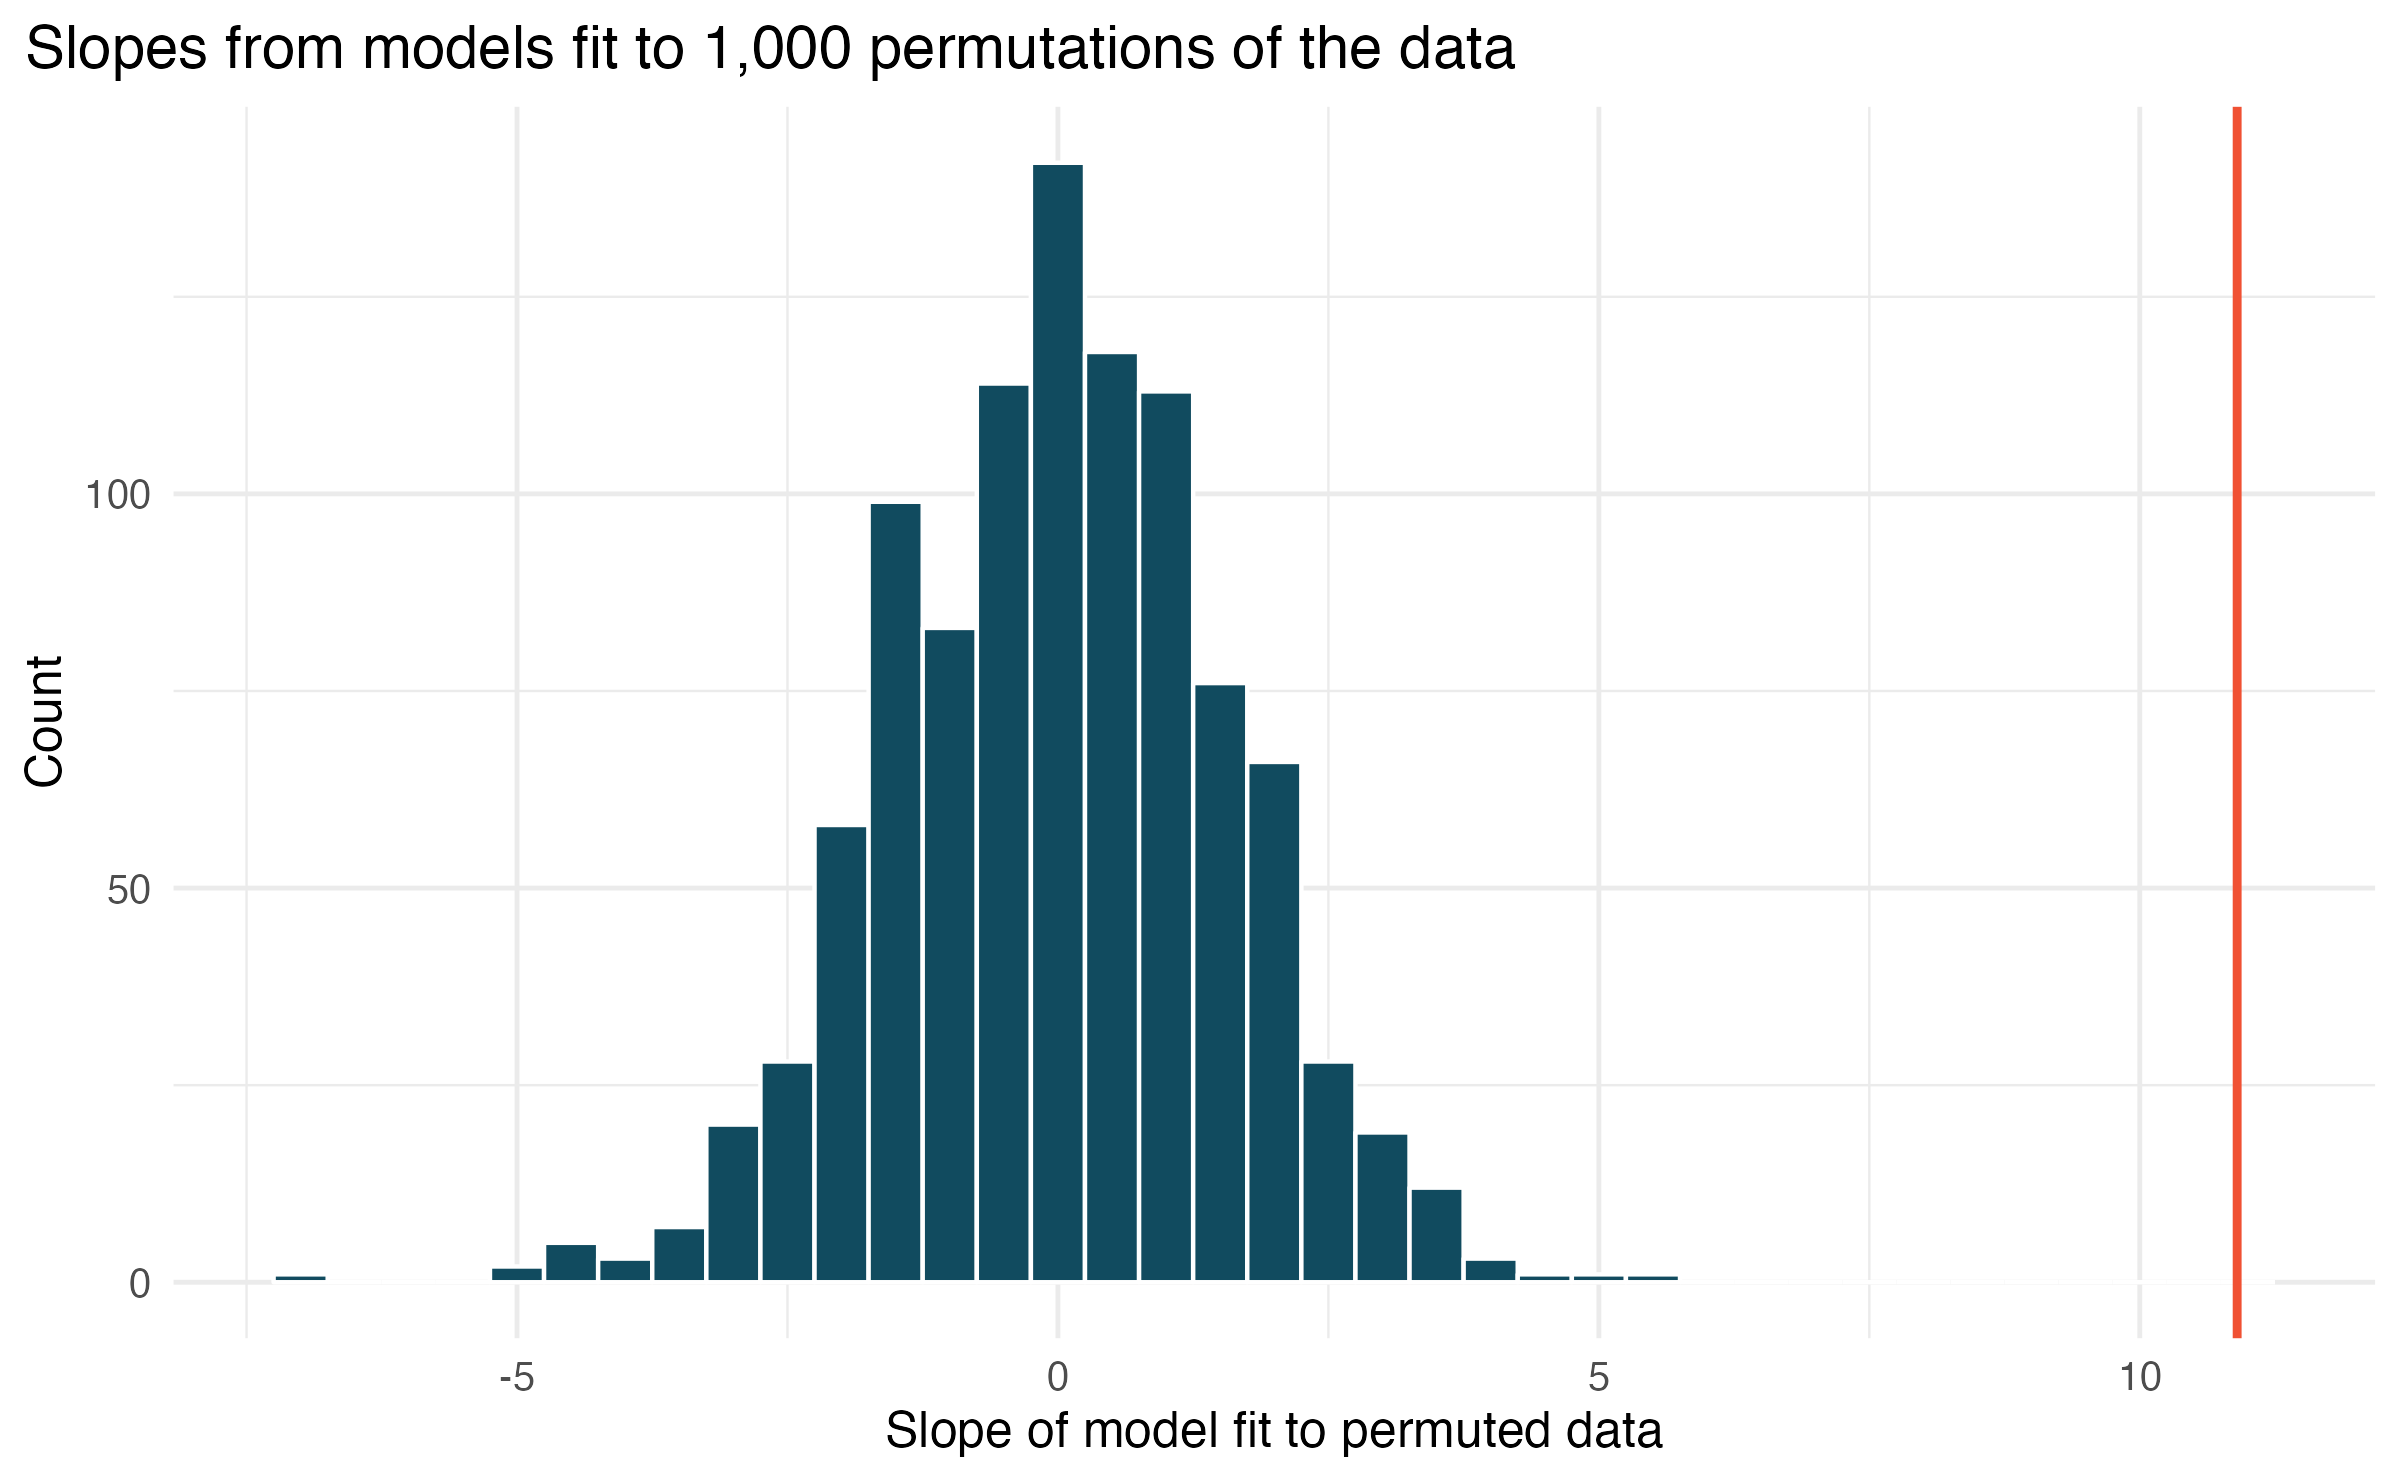 Slopes from models fit to 1,000 permutations of the data
Count
100
50
0
-5
0
5
10
Slope of model fit to permuted data